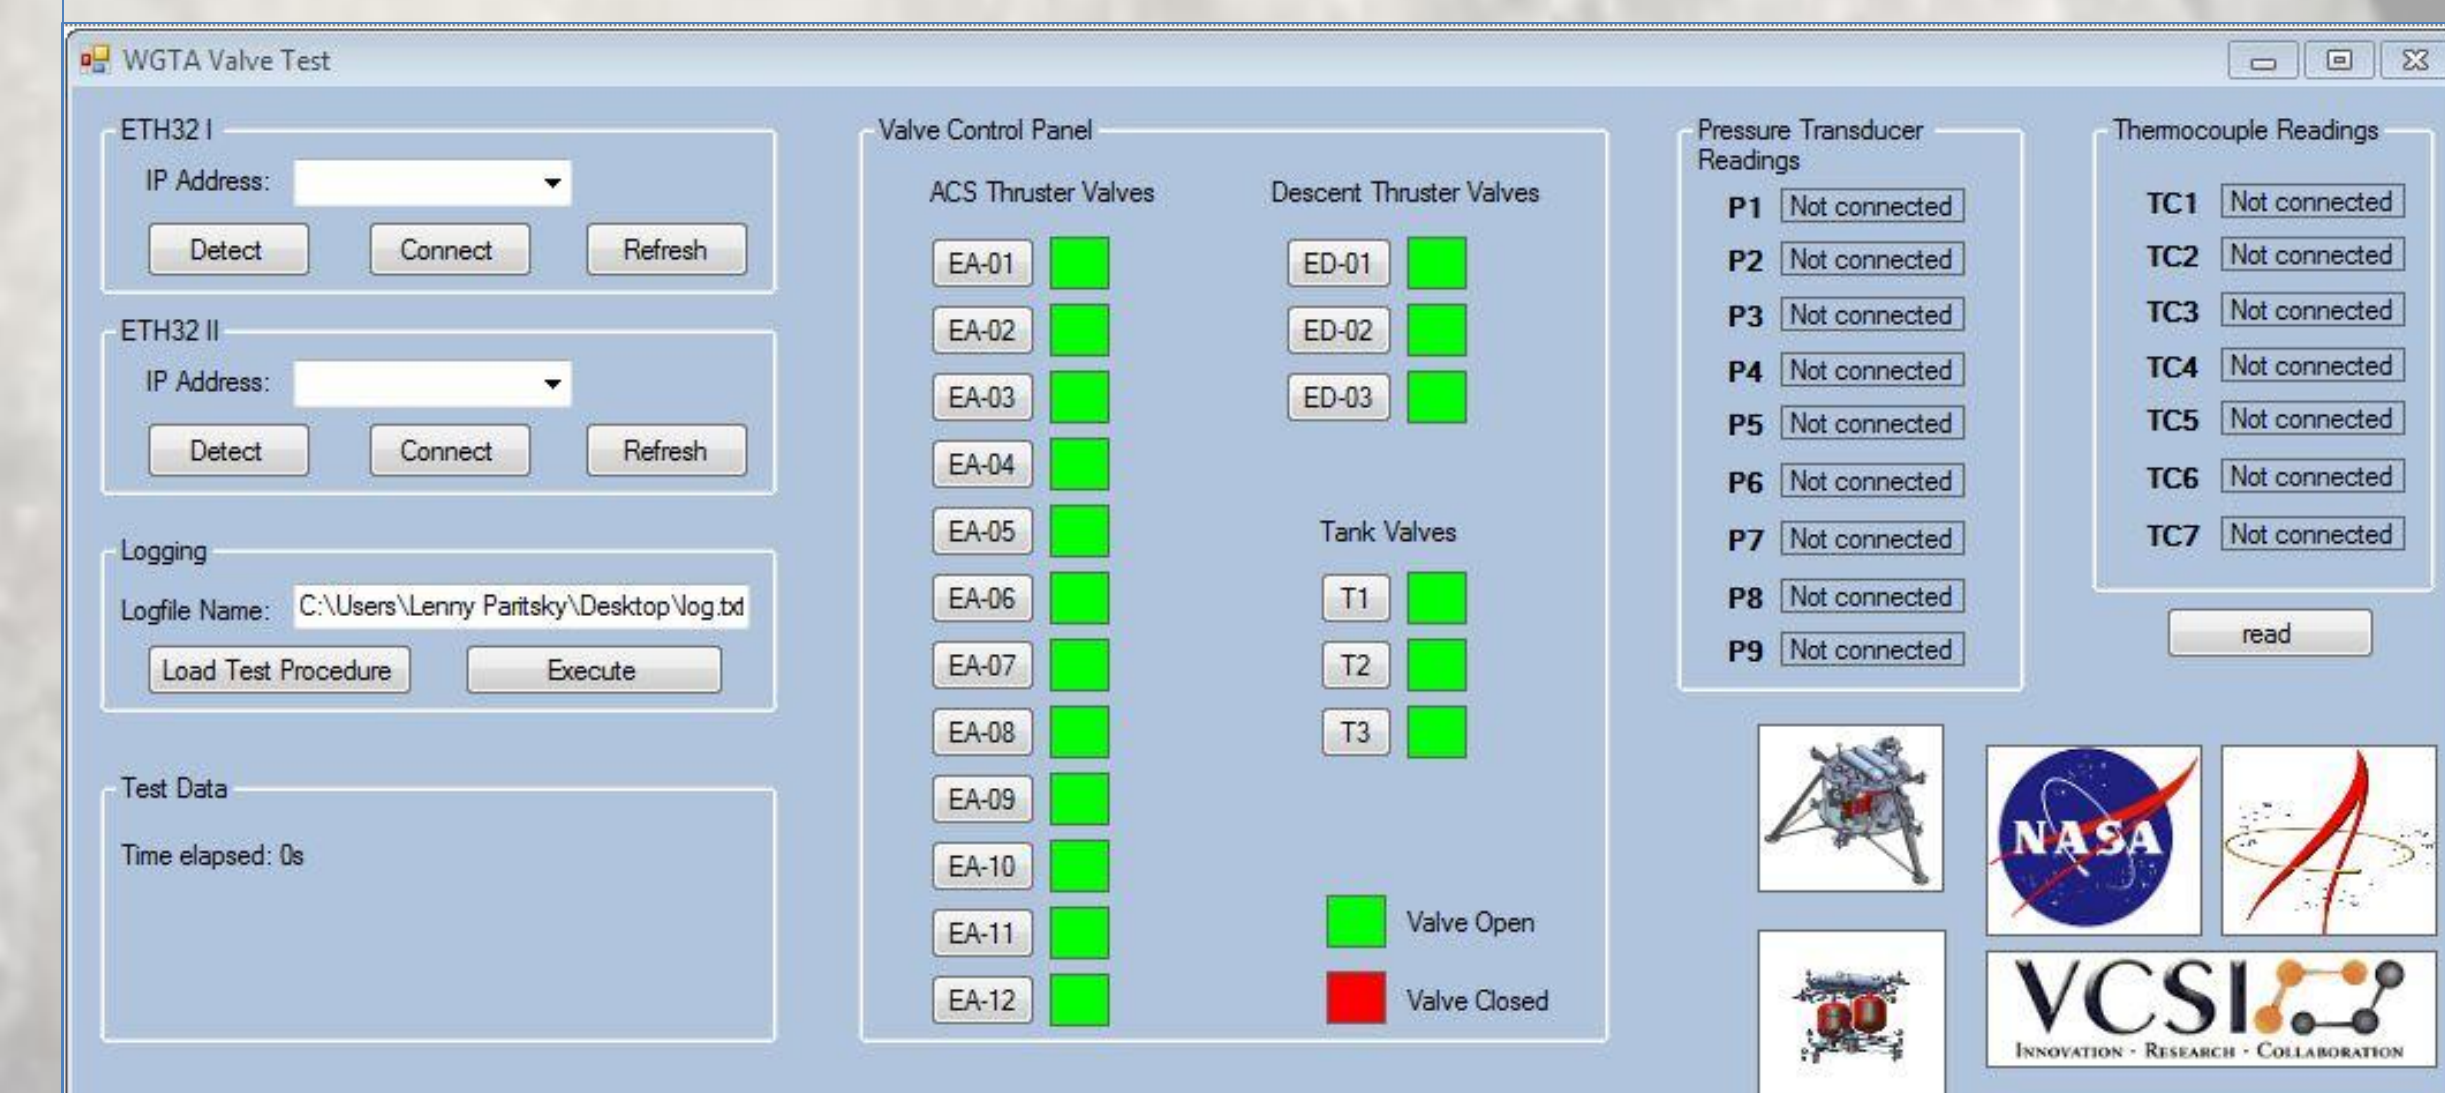 WGTA Valve Test
ETH32 I
IP Address:
Detect Connect Refresh
ETH32 II
IP Address:
Detect Connect Refresh
Logging
Logfile Name: C:\Users\Lenny Paritsky\Desktop\log.txt
Load Test Procedure Execute
Test Data
Time elapsed: 0s
Valve Control Panel
ACS Thruster Valves
EA-01
EA-02
EA-03
EA-04
EA-05
EA-06
EA-07
EA-08
EA-09
EA-10
EA-11
EA-12
Descent Thruster Valves
ED-01
ED-02
ED-03
Tank Valves
T1
T2
T3
Valve Open
Valve Closed
Pressure Transducer
Readings
P1 Not connected
P2 Not connected
P3 Not connected
P4 Not connected
P5 Not connected
P6 Not connected
P7 Not connected
P8 Not connected
P9 Not connected
Thermocouple Readings
TC1 Not connected
TC2 Not connected
TC3 Not connected
TC4 Not connected
TC5 Not connected
TC6 Not connected
TC7 Not connected
read
NASA
VCSI
INNOVATION · RESEARCH · COLLABORATION